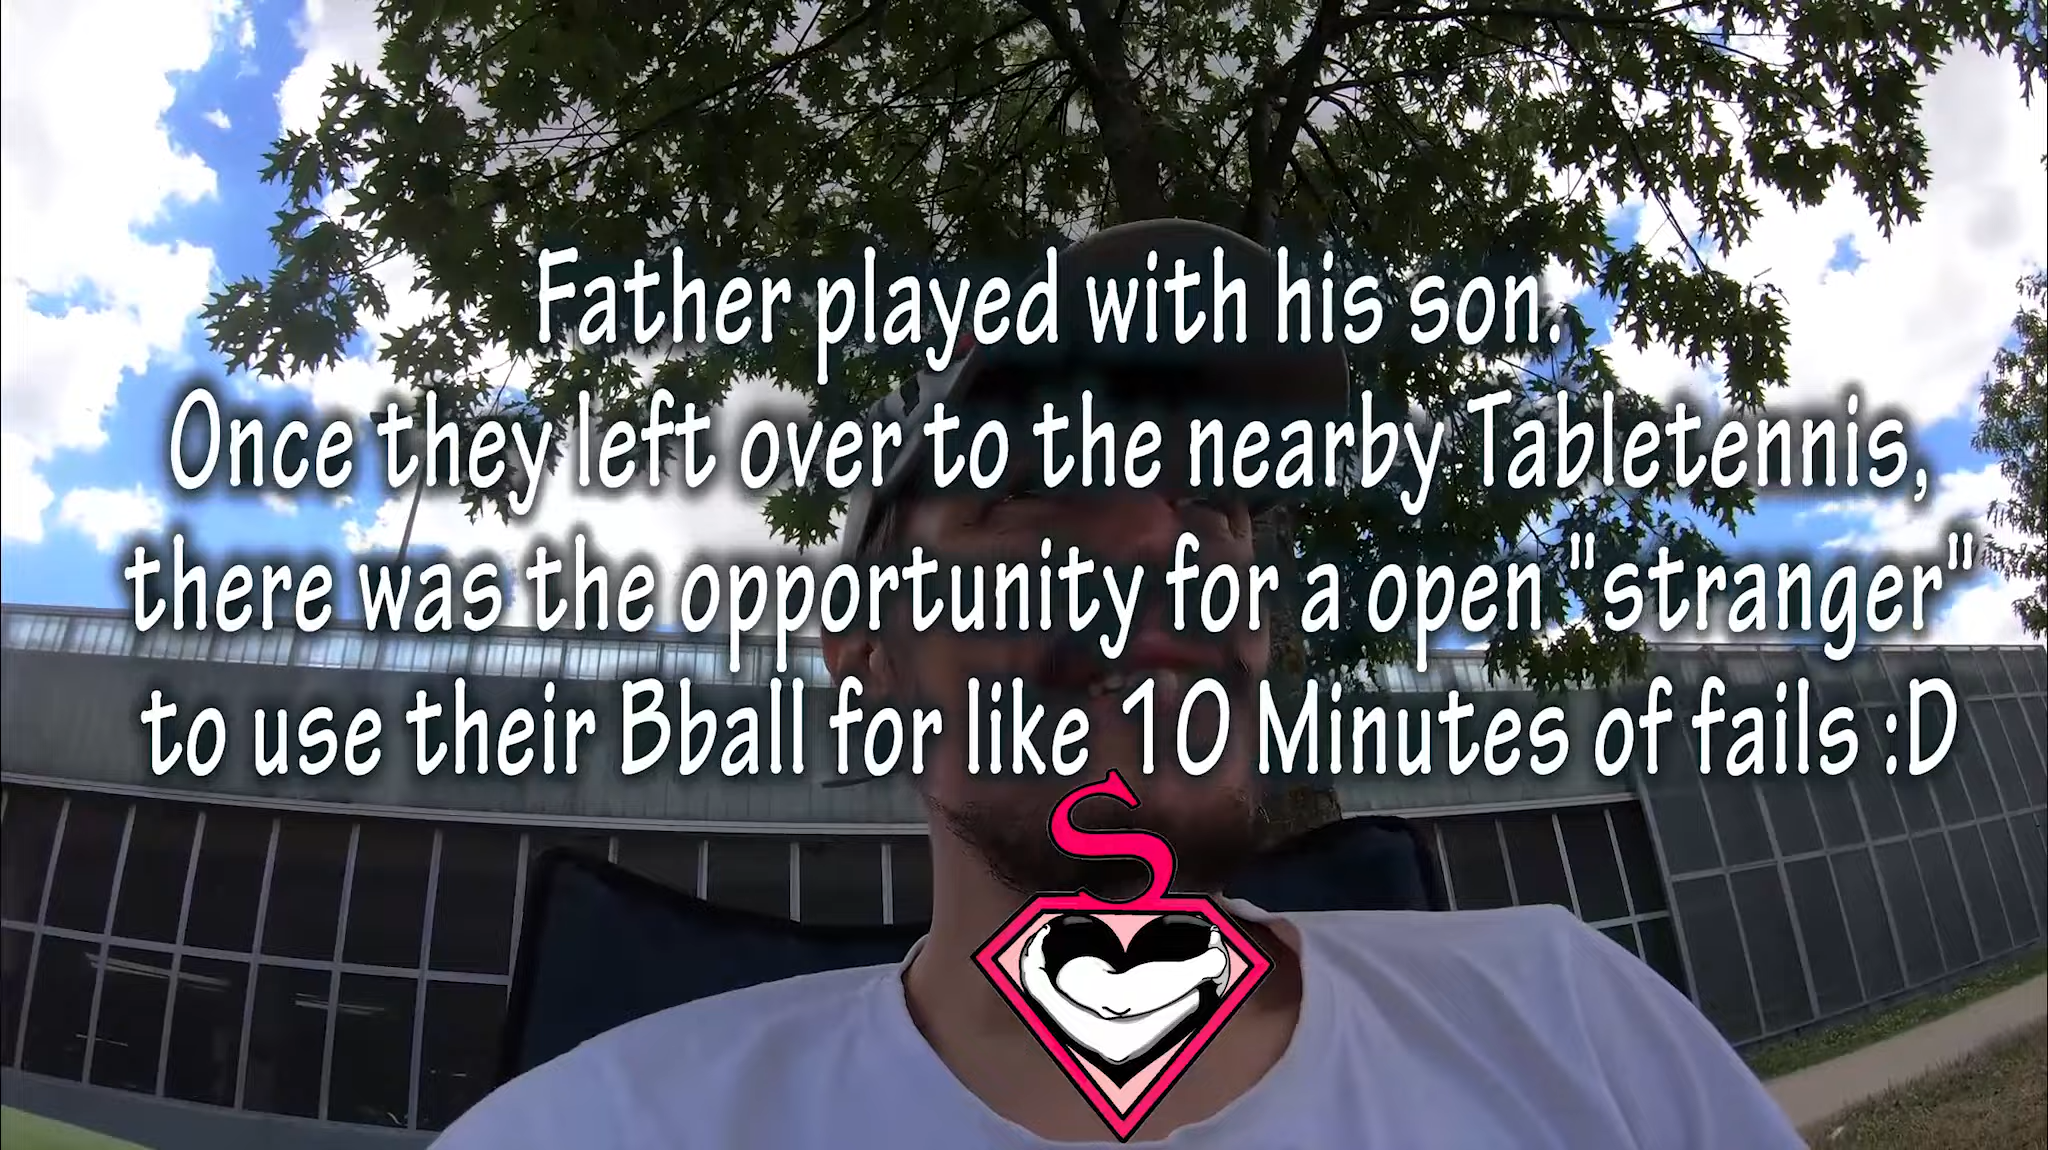 Father played with his son.
Once they left over to the nearby Tabletennis,
there was the opportunity for a open "stranger"
to use their Bball for like 10 Minutes of fails :D
S